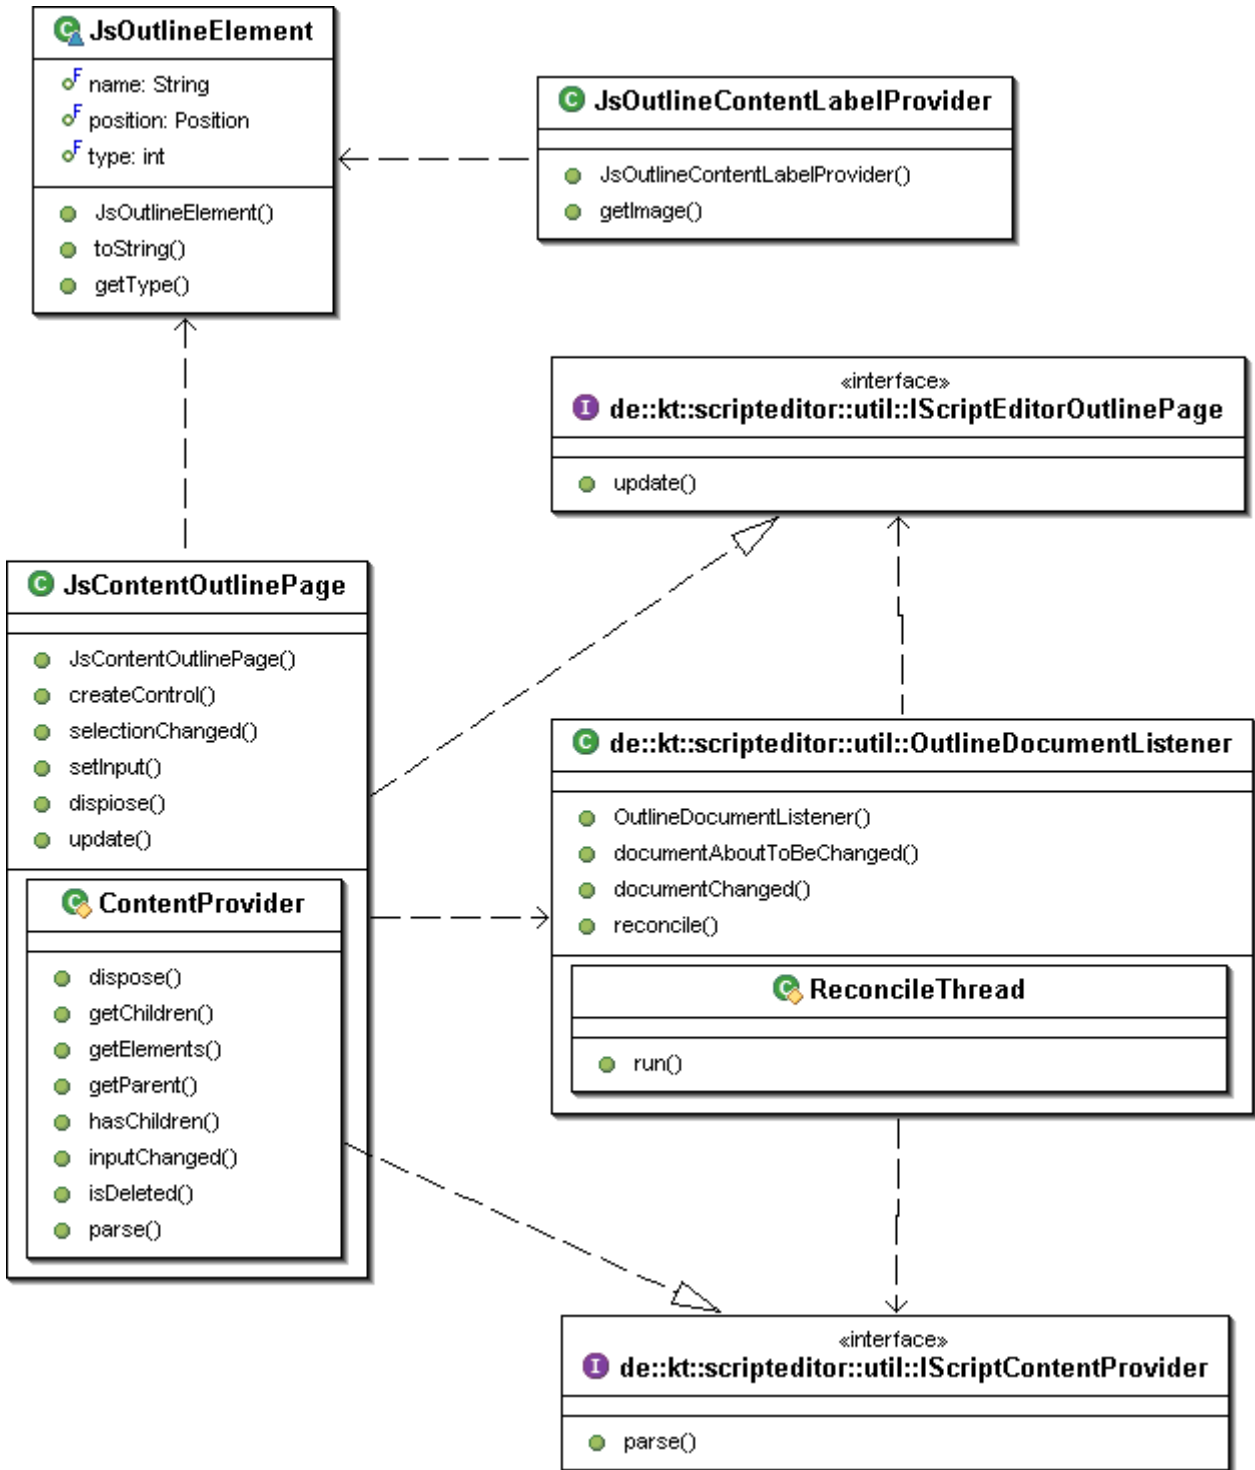 JsOutlineElement
name: String
position: Position
type: int
JsOutlineElement()
toString()
getType()
JsOutlineContentLabelProvider
JsOutlineContentLabelProvider()
getImage()
«interface»
de::kt::scripteditor::util::IScriptEditorOutlinePage
update()
JsContentOutlinePage
JsContentOutlinePage()
createControl()
selectionChanged()
setInput()
dispiose()
update()
ContentProvider
dispose()
getChildren()
getElements()
getParent()
hasChildren()
inputChanged()
isDeleted()
parse()
de::kt::scripteditor::util::OutlineDocumentListener
OutlineDocumentListener()
documentAboutToBeChanged()
documentChanged()
reconcile()
ReconcileThread
run()
«interface»
de::kt::scripteditor::util::IScriptContentProvider
parse()